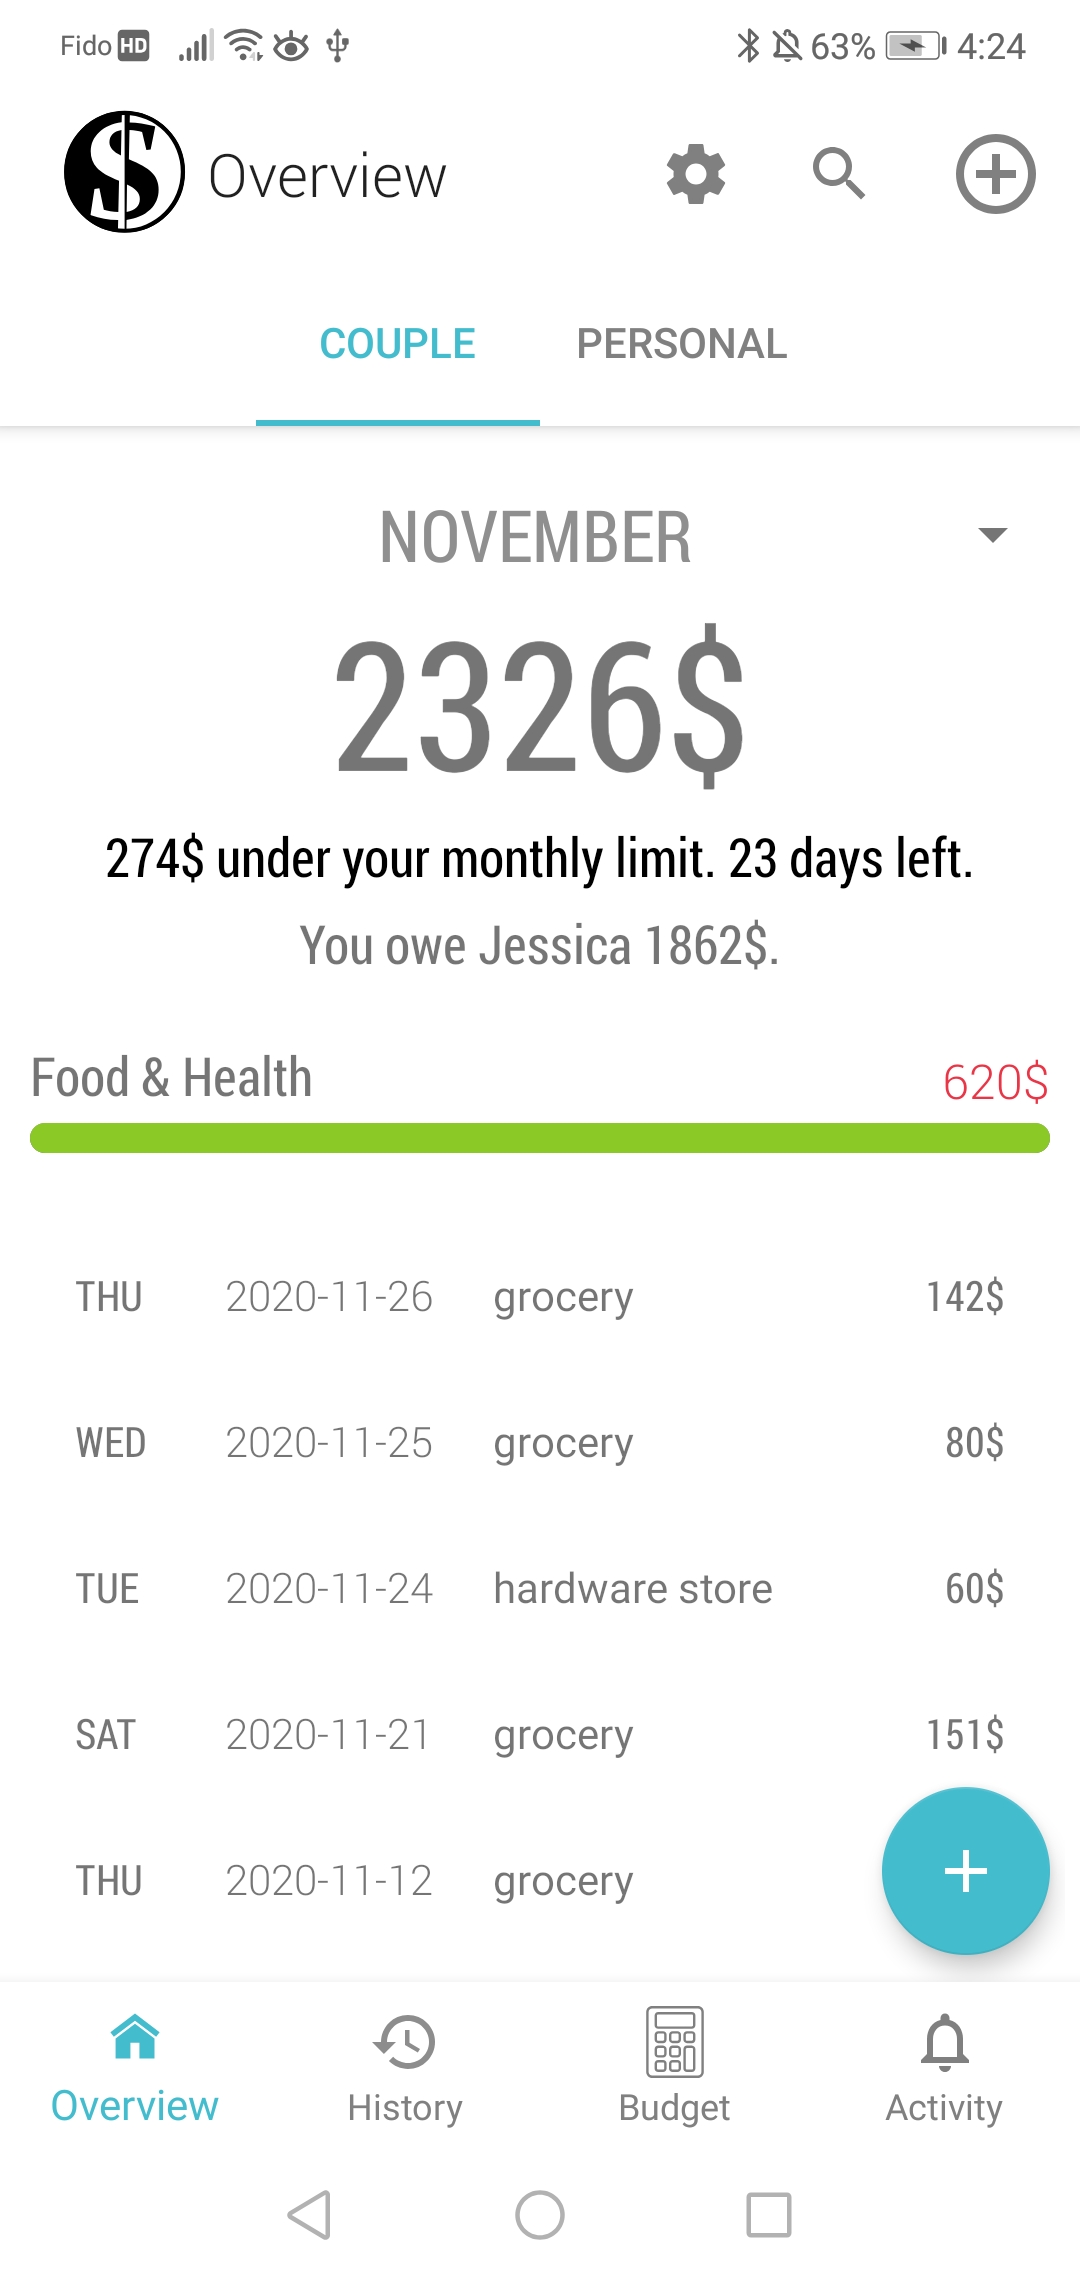 Fido HD 63% 4:24
$ Overview
COUPLE PERSONAL
NOVEMBER
2326$
274$ under your monthly limit. 23 days left.
You owe Jessica 1862$.
Food & Health 620$
THU 2020-11-26 grocery 142$
WED 2020-11-25 grocery 80$
TUE 2020-11-24 hardware store 60$
SAT 2020-11-21 grocery 151$
THU 2020-11-12 grocery
Overview History Budget Activity